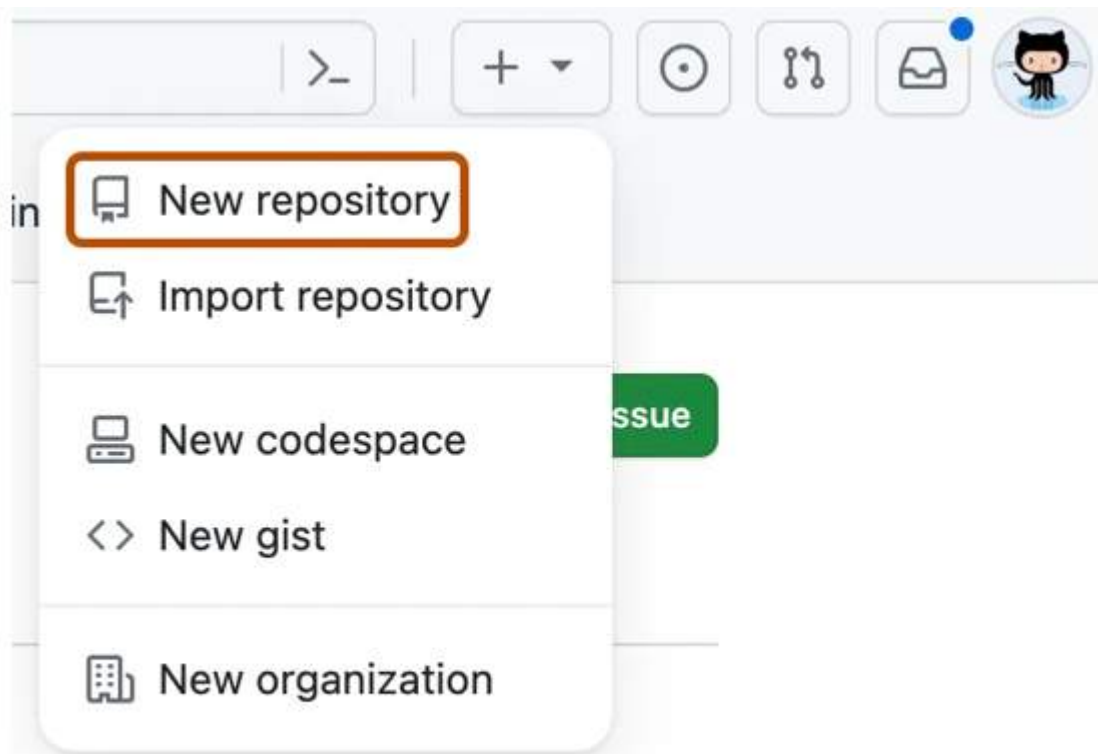 New repository
in
Import repository
New codespace
ssue
New gist
New organization